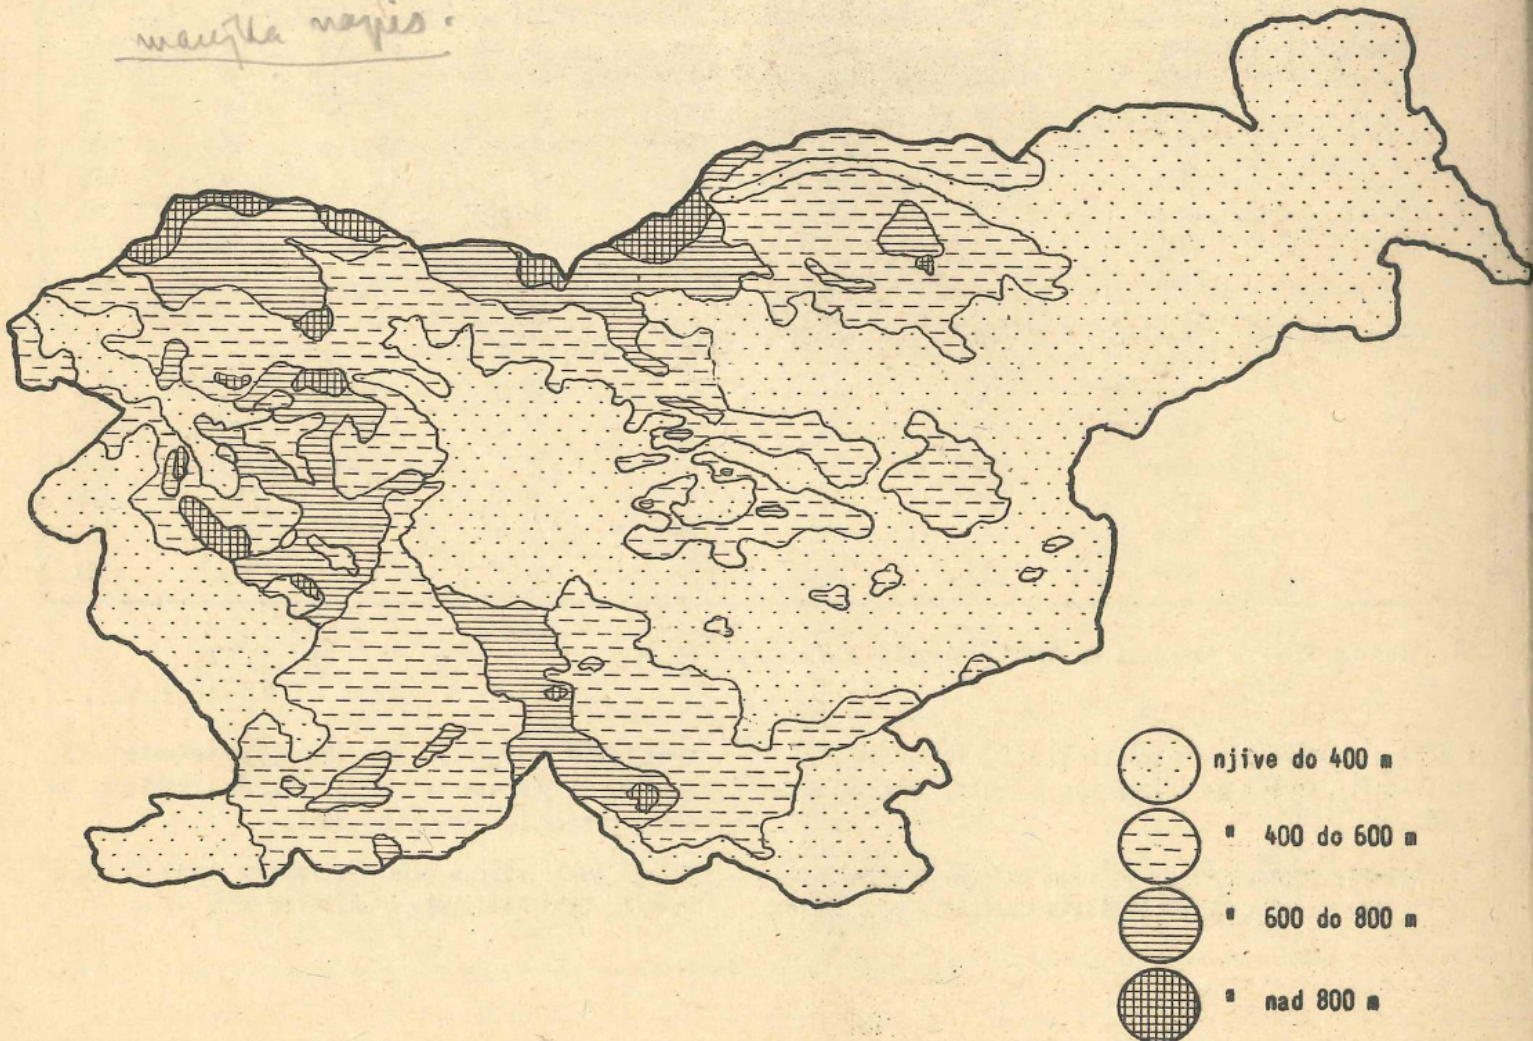 manjka napis.
njive do 400 m
" 400 do 600 m
" 600 do 800 m
" nad 800 m